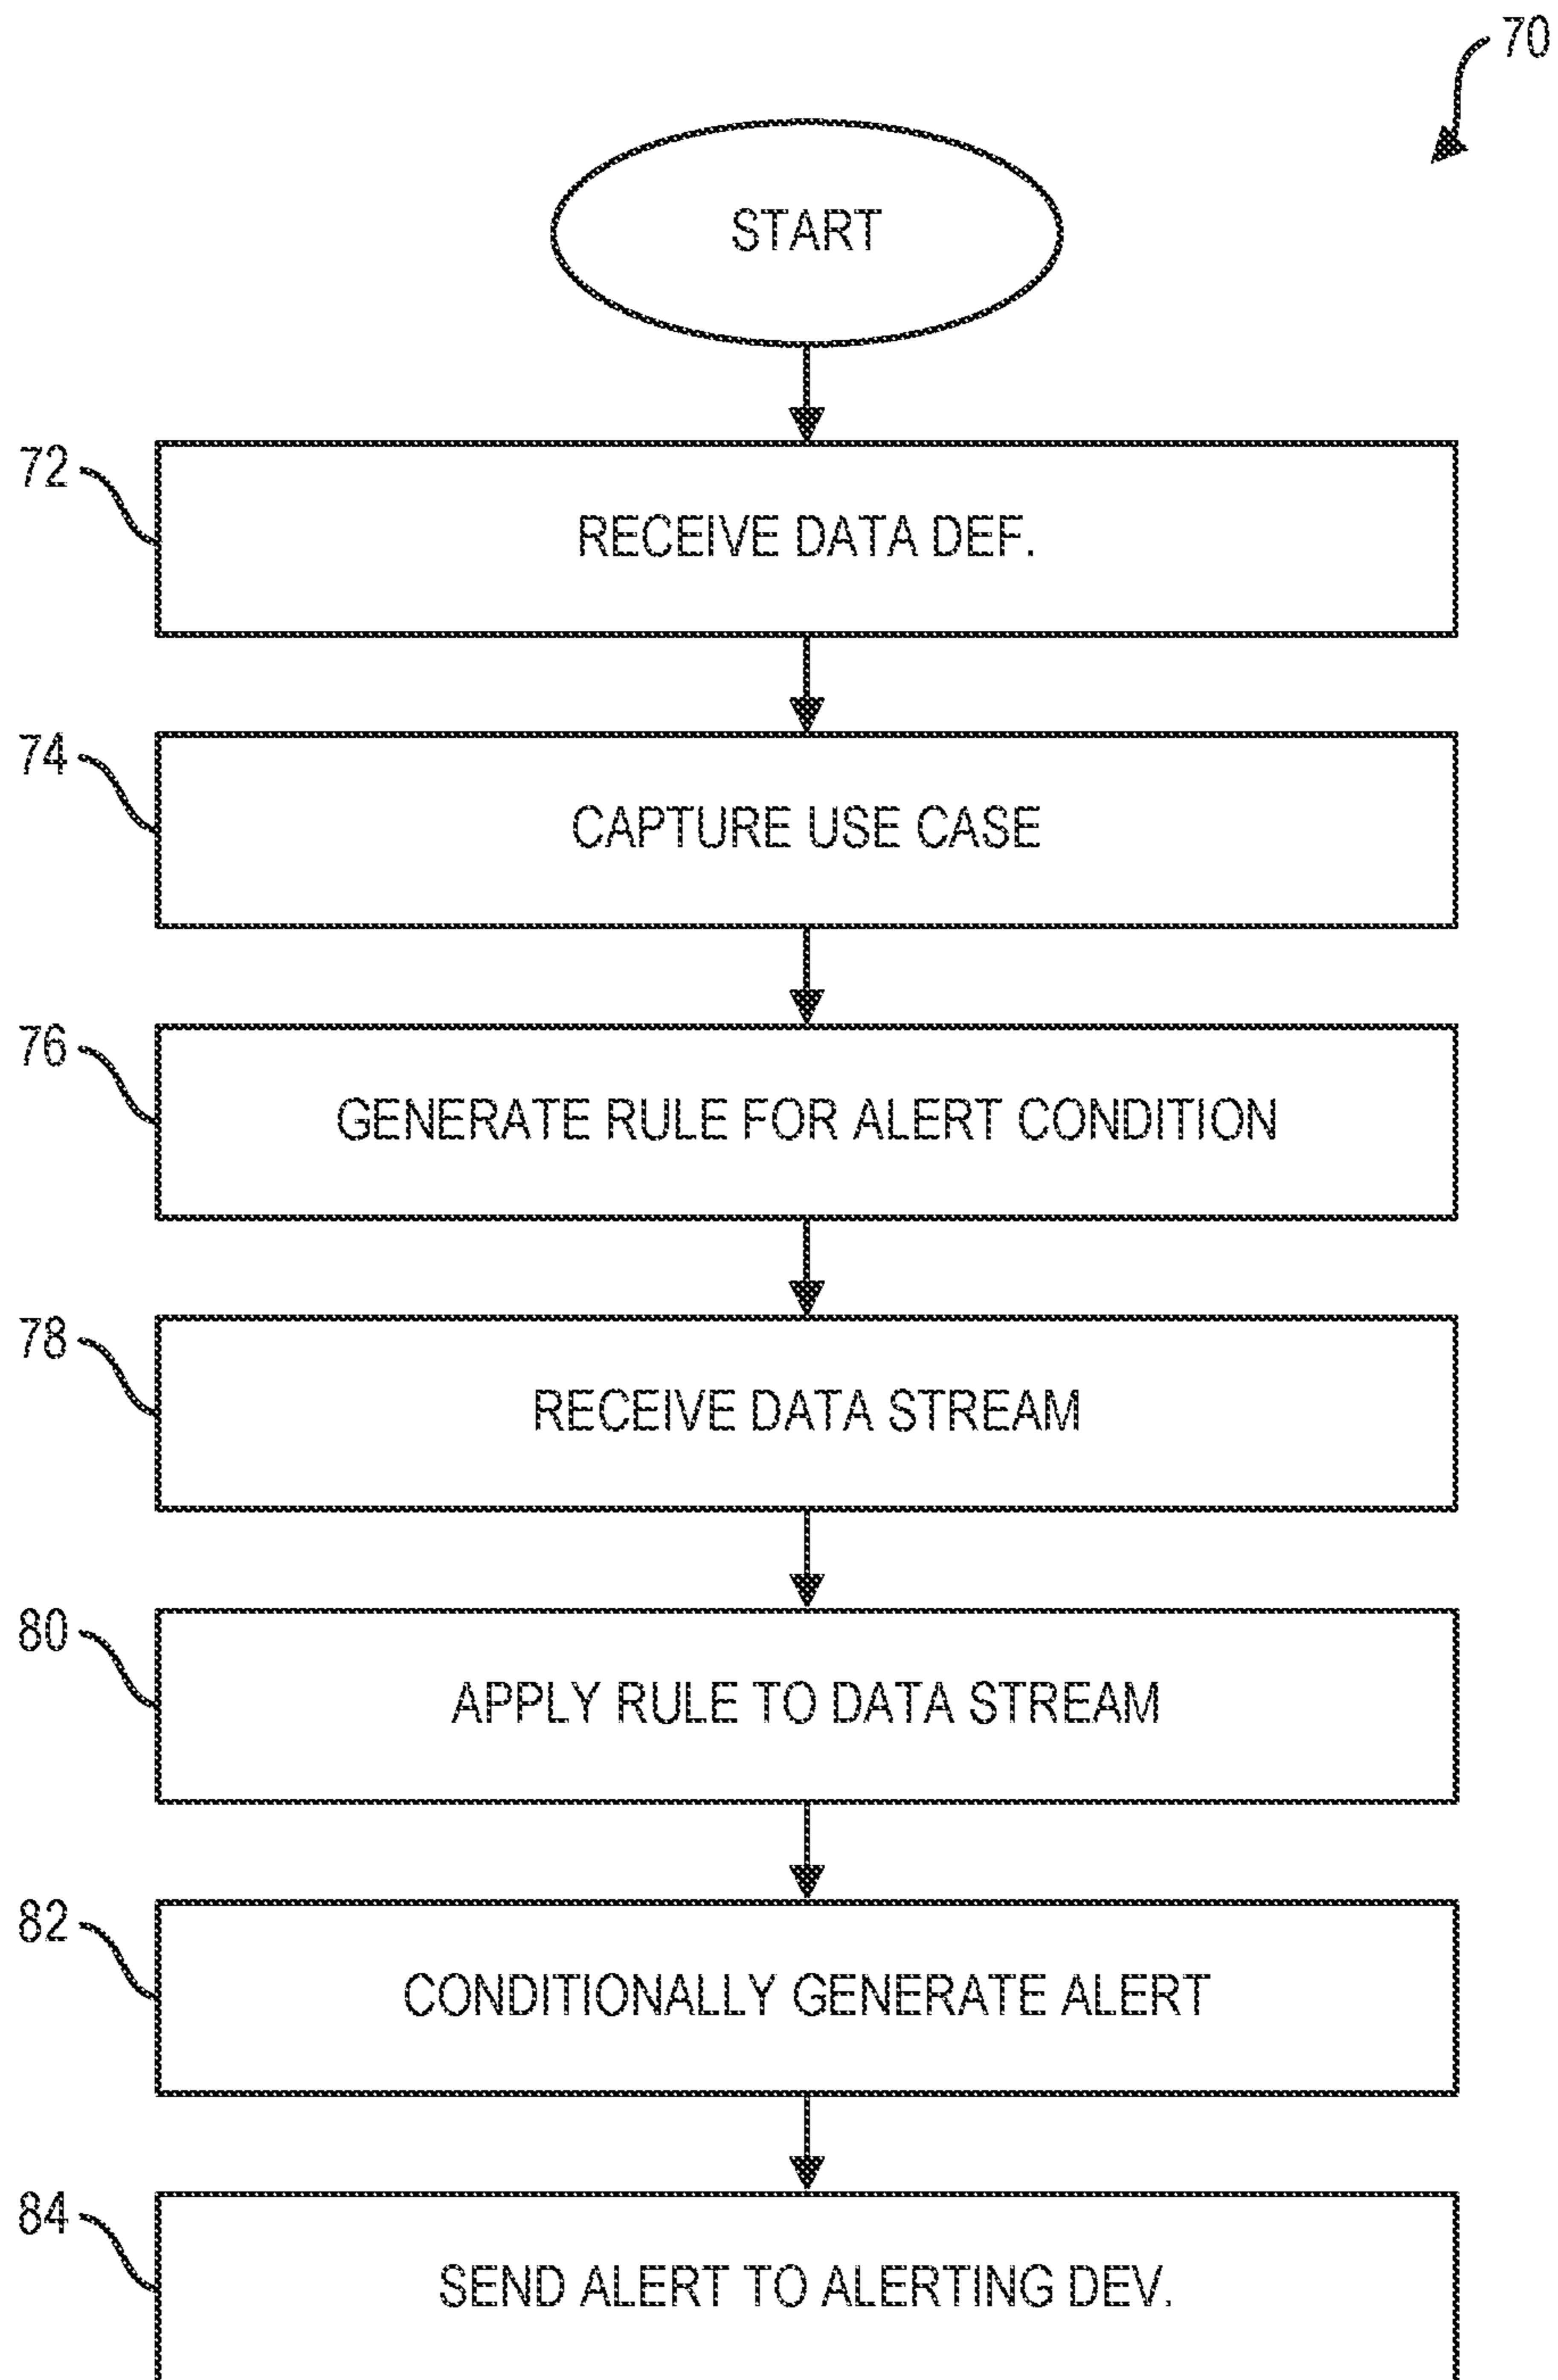 70
START
72
RECEIVE DATA DEF.
74
CAPTURE USE CASE
76
GENERATE RULE FOR ALERT CONDITION
78
RECEIVE DATA STREAM
80
APPLY RULE TO DATA STREAM
82
CONDITIONALLY GENERATE ALERT
84
SEND ALERT TO ALERTING DEV.